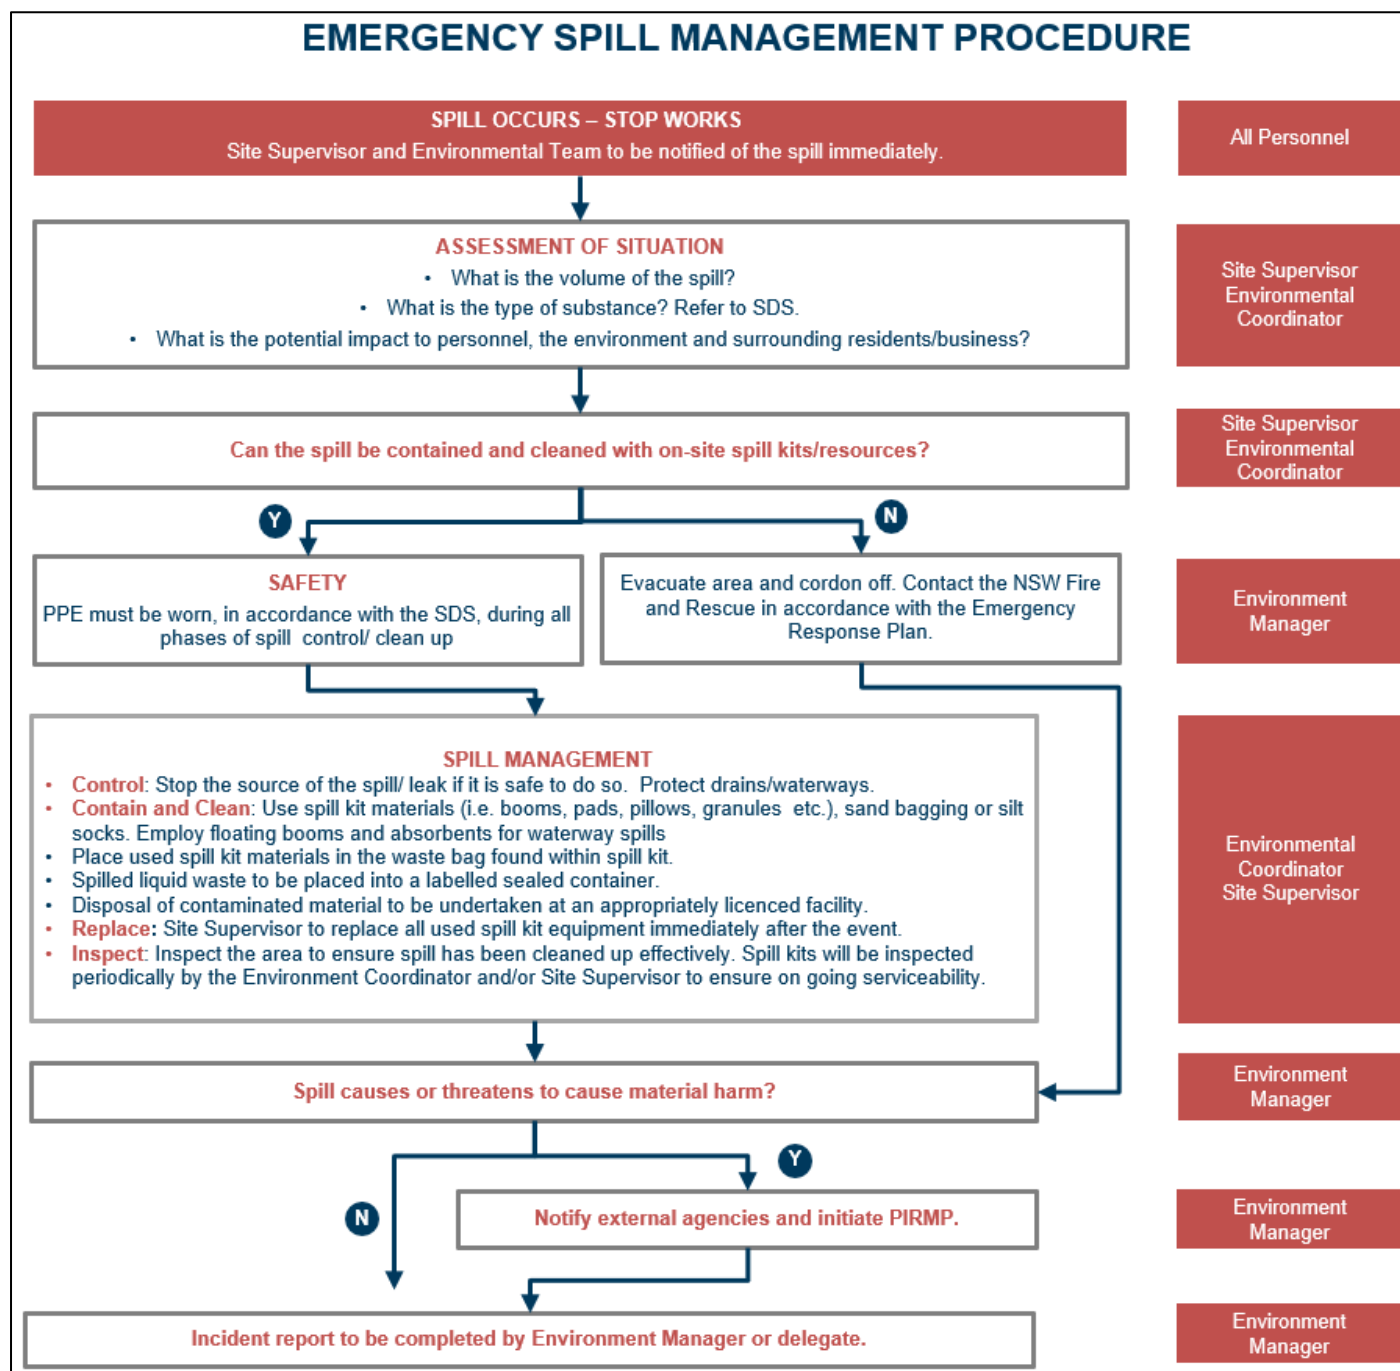 EMERGENCY SPILL MANAGEMENT PROCEDURE
SPILL OCCURS – STOP WORKS
Site Supervisor and Environmental Team to be notified of the spill immediately.
All Personnel
ASSESSMENT OF SITUATION
• What is the volume of the spill?
• What is the type of substance? Refer to SDS.
• What is the potential impact to personnel, the environment and surrounding residents/business?
Site Supervisor
Environmental
Coordinator
Can the spill be contained and cleaned with on-site spill kits/resources?
Site Supervisor
Environmental
Coordinator
Y
N
SAFETY
PPE must be worn, in accordance with the SDS, during all
phases of spill control/ clean up
Evacuate area and cordon off. Contact the NSW Fire
and Rescue in accordance with the Emergency
Response Plan.
Environment
Manager
SPILL MANAGEMENT
• Control: Stop the source of the spill/ leak if it is safe to do so. Protect drains/waterways.
• Contain and Clean: Use spill kit materials (i.e. booms, pads, pillows, granules etc.), sand bagging or silt
socks. Employ floating booms and absorbents for waterway spills
• Place used spill kit materials in the waste bag found within spill kit.
• Spilled liquid waste to be placed into a labelled sealed container.
• Disposal of contaminated material to be undertaken at an appropriately licenced facility.
• Replace: Site Supervisor to replace all used spill kit equipment immediately after the event.
• Inspect: Inspect the area to ensure spill has been cleaned up effectively. Spill kits will be inspected
periodically by the Environment Coordinator and/or Site Supervisor to ensure on going serviceability.
Environmental
Coordinator
Site Supervisor
Spill causes or threatens to cause material harm?
Environment
Manager
Y
N
Notify external agencies and initiate PIRMP.
Environment
Manager
Incident report to be completed by Environment Manager or delegate.
Environment
Manager